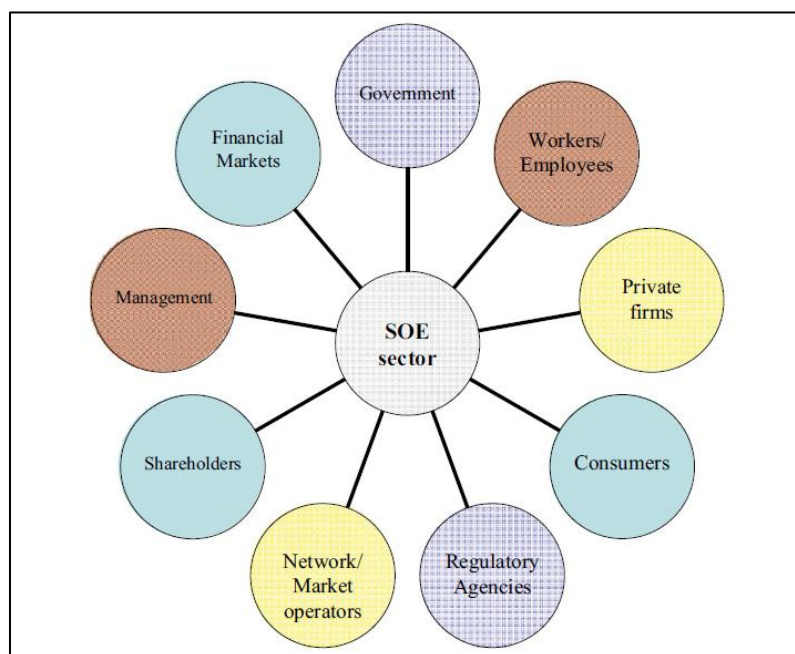 Government
Financial
Markets
Workers/
Employees
Management
Private
firms
SOE
sector
Shareholders
Consumers
Network/
Market
operators
Regulatory
Agencies